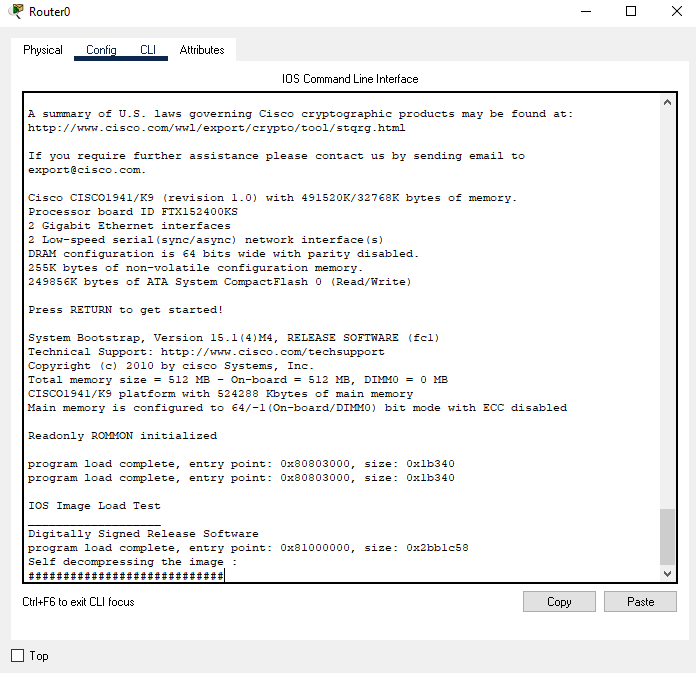 Router0
Physical Config CLI Attributes
IOS Command Line Interface
A summary of U.S. laws governing Cisco cryptographic products may be found at:
http://www.cisco.com/wwl/export/crypto/tool/stqrg.html
If you require further assistance please contact us by sending email to
export@cisco.com.
Cisco CISCO1941/K9 (revision 1.0) with 491520K/32768K bytes of memory.
Processor board ID FTX152400KS
2 Gigabit Ethernet interfaces
2 Low-speed serial(sync/async) network interface(s)
DRAM configuration is 64 bits wide with parity disabled.
255K bytes of non-volatile configuration memory.
249856K bytes of ATA System CompactFlash 0 (Read/Write)
Press RETURN to get started!
System Bootstrap, Version 15.1(4)M4, RELEASE SOFTWARE (fc1)
Technical Support: http://www.cisco.com/techsupport
Copyright (c) 2010 by cisco Systems, Inc.
Total memory size = 512 MB - On-board = 512 MB, DIMM0 = 0 MB
CISCO1941/K9 platform with 524288 Kbytes of main memory
Main memory is configured to 64/-1(On-board/DIMM0) bit mode with ECC disabled
Readonly ROMMON initialized
program load complete, entry point: 0x80803000, size: 0x1b340
program load complete, entry point: 0x80803000, size: 0x1b340
IOS Image Load Test
___________________
Digitally Signed Release Software
program load complete, entry point: 0x81000000, size: 0x2bb1c58
Self decompressing the image :
############################
Ctrl+F6 to exit CLI focus
Copy
Paste
Top